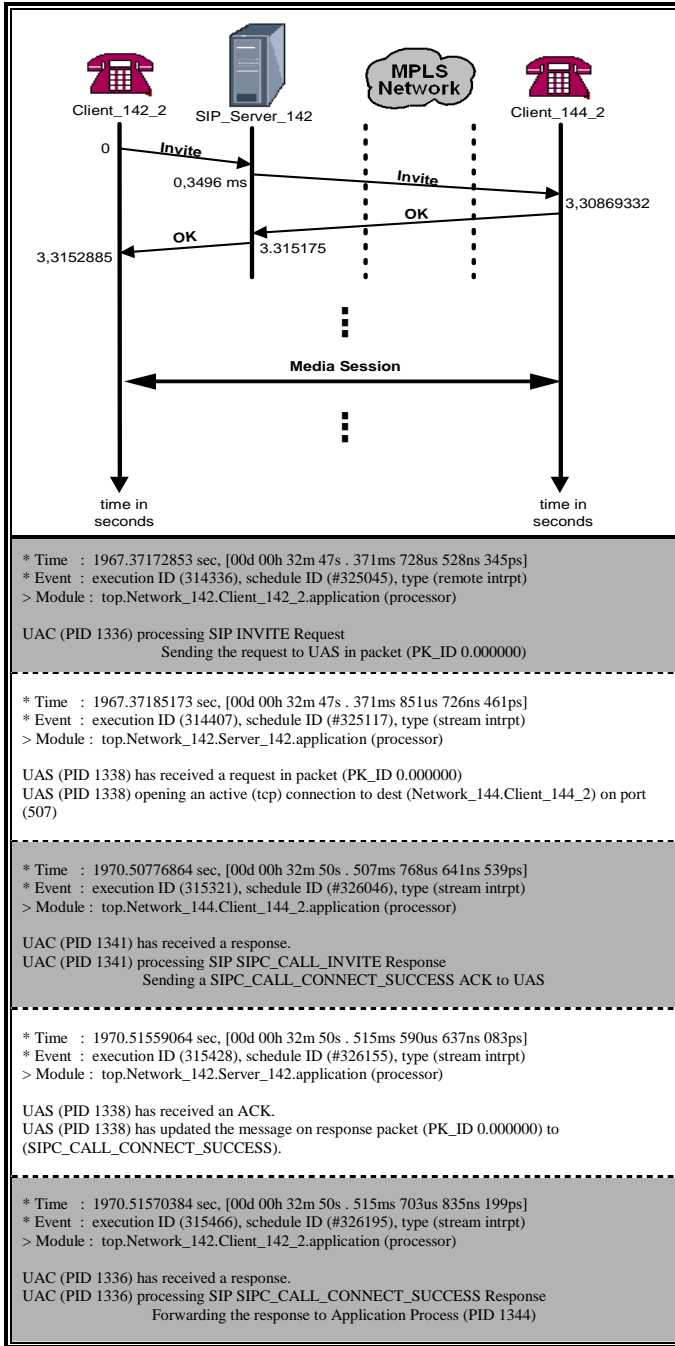 MPLS
Network
Client_142_2
SIP_Server_142
Client_144_2
0
Invite
0,3496 ms
Invite
3,30869332
OK
OK
3.315175
3,3152885
Media Session
time in
seconds
time in
seconds
* Time : 1967.37172853 sec, [00d 00h 32m 47s . 371ms 728us 528ns 345ps]
* Event : execution ID (314336), schedule ID (#325045), type (remote intrpt)
> Module : top.Network_142.Client_142_2.application (processor)
UAC (PID 1336) processing SIP INVITE Request
Sending the request to UAS in packet (PK_ID 0.000000)
* Time : 1967.37185173 sec, [00d 00h 32m 47s . 371ms 851us 726ns 461ps]
* Event : execution ID (314407), schedule ID (#325117), type (stream intrpt)
> Module : top.Network_142.Server_142.application (processor)
UAS (PID 1338) has received a request in packet (PK_ID 0.000000)
UAS (PID 1338) opening an active (tcp) connection to dest (Network_144.Client_144_2) on port
(507)
* Time : 1970.50776864 sec, [00d 00h 32m 50s . 507ms 768us 641ns 539ps]
* Event : execution ID (315321), schedule ID (#326046), type (stream intrpt)
> Module : top.Network_144.Client_144_2.application (processor)
UAC (PID 1341) has received a response.
UAC (PID 1341) processing SIP SIPC_CALL_INVITE Response
Sending a SIPC_CALL_CONNECT_SUCCESS ACK to UAS
* Time : 1970.51559064 sec, [00d 00h 32m 50s . 515ms 590us 637ns 083ps]
* Event : execution ID (315428), schedule ID (#326155), type (stream intrpt)
> Module : top.Network_142.Server_142.application (processor)
UAS (PID 1338) has received an ACK.
UAS (PID 1338) has updated the message on response packet (PK_ID 0.000000) to
(SIPC_CALL_CONNECT_SUCCESS).
* Time : 1970.51570384 sec, [00d 00h 32m 50s . 515ms 703us 835ns 199ps]
* Event : execution ID (315466), schedule ID (#326195), type (stream intrpt)
> Module : top.Network_142.Client_142_2.application (processor)
UAC (PID 1336) has received a response.
UAC (PID 1336) processing SIP SIPC_CALL_CONNECT_SUCCESS Response
Forwarding the response to Application Process (PID 1344)